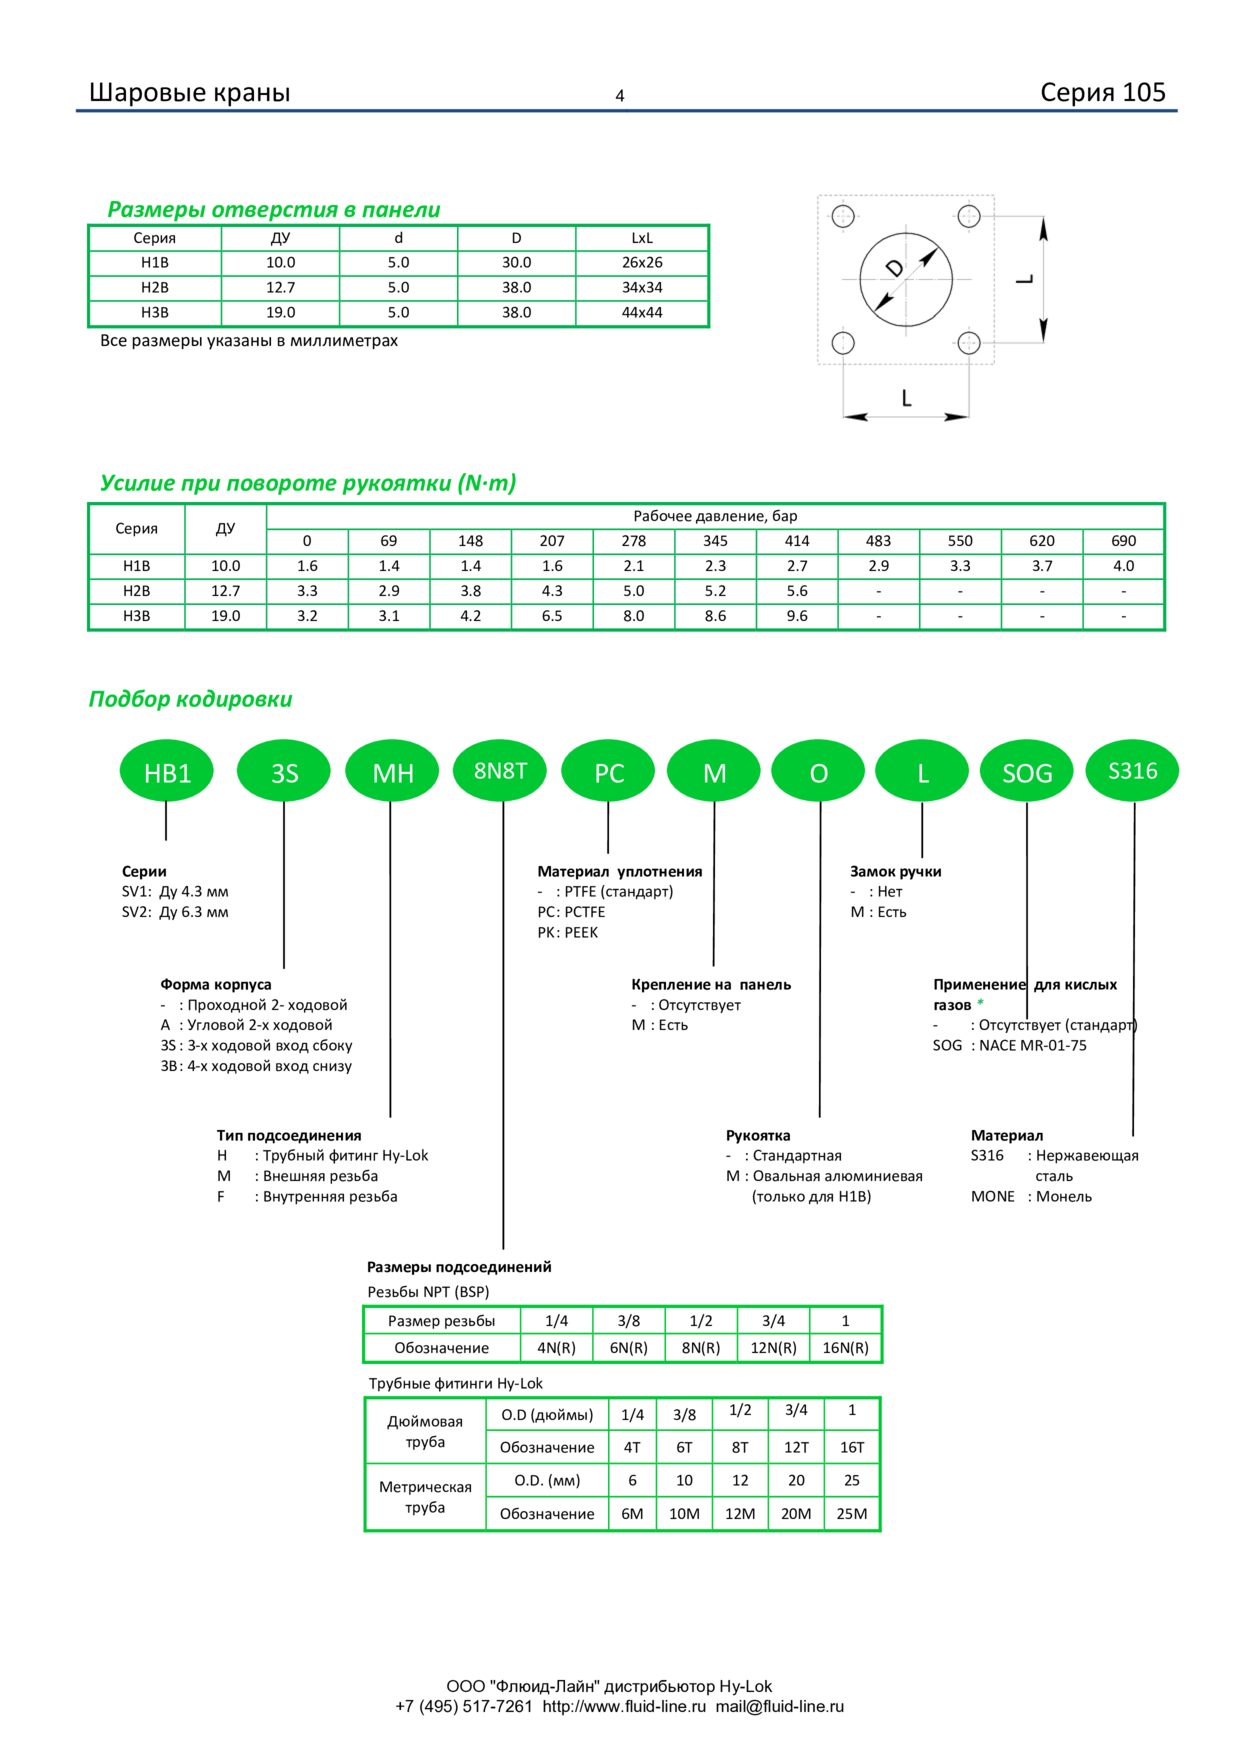 Шаровые краны 4 Серия 105
Размеры отверстия в панели
Серия ДУ d D LxL
H1B 10.0 5.0 30.0 26x26
H2B 12.7 5.0 38.0 34x34
H3B 19.0 5.0 38.0 44x44
Все размеры указаны в миллиметрах
D
L
L
Усилие при повороте рукоятки (N·m)
Серия ДУ Рабочее давление, бар
0 69 148 207 278 345 414 483 550 620 690
H1B 10.0 1.6 1.4 1.4 1.6 2.1 2.3 2.7 2.9 3.3 3.7 4.0
H2B 12.7 3.3 2.9 3.8 4.3 5.0 5.2 5.6 - - - -
H3B 19.0 3.2 3.1 4.2 6.5 8.0 8.6 9.6 - - - -
Подбор кодировки
HB1 3S MH 8N8T PC M O L SOG S316
Серии
SV1: Ду 4.3 мм
SV2: Ду 6.3 мм
Материал уплотнения
- : PTFE (стандарт)
PC: PCTFE
PK: PEEK
Замок ручки
- : Нет
M : Есть
Форма корпуса
- : Проходной 2- ходовой
A : Угловой 2-х ходовой
3S : 3-х ходовой вход сбоку
3B : 4-х ходовой вход снизу
Крепление на панель
- : Отсутствует
M : Есть
Применение для кислых
газов *
- : Отсутствует (стандарт)
SOG : NACE MR-01-75
Тип подсоединения
H : Трубный фитинг Hy-Lok
M : Внешняя резьба
F : Внутренняя резьба
Рукоятка
- : Стандартная
M : Овальная алюминиевая
(только для H1B)
Материал
S316 : Нержавеющая
сталь
MONE : Монель
Размеры подсоединений
Резьбы NPT (BSP)
Размер резьбы 1/4 3/8 1/2 3/4 1
Обозначение 4N(R) 6N(R) 8N(R) 12N(R) 16N(R)
Трубные фитинги Hy-Lok
Дюймовая
труба
O.D (дюймы) 1/4 3/8 1/2 3/4 1
Обозначение 4T 6T 8T 12T 16T
Метрическая
труба
O.D. (мм) 6 10 12 20 25
Обозначение 6M 10M 12M 20M 25M
ООО "Флюид-Лайн" дистрибьютор Hy-Lok
+7 (495) 517-7261 http://www.fluid-line.ru mail@fluid-line.ru